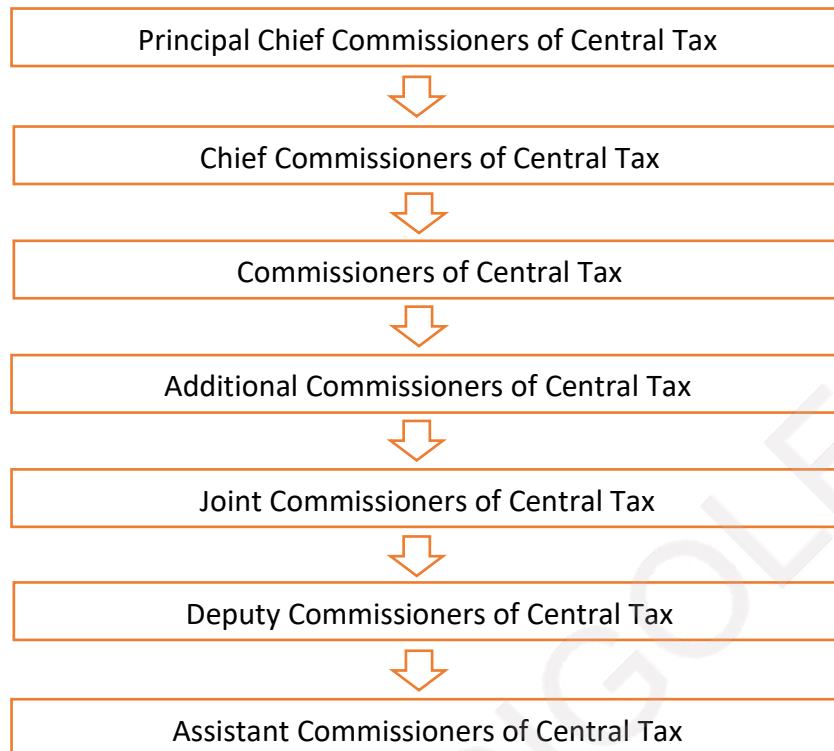 Principal Chief Commissioners of Central Tax
Chief Commissioners of Central Tax
Commissioners of Central Tax
Additional Commissioners of Central Tax
Joint Commissioners of Central Tax
Deputy Commissioners of Central Tax
Assistant Commissioners of Central Tax